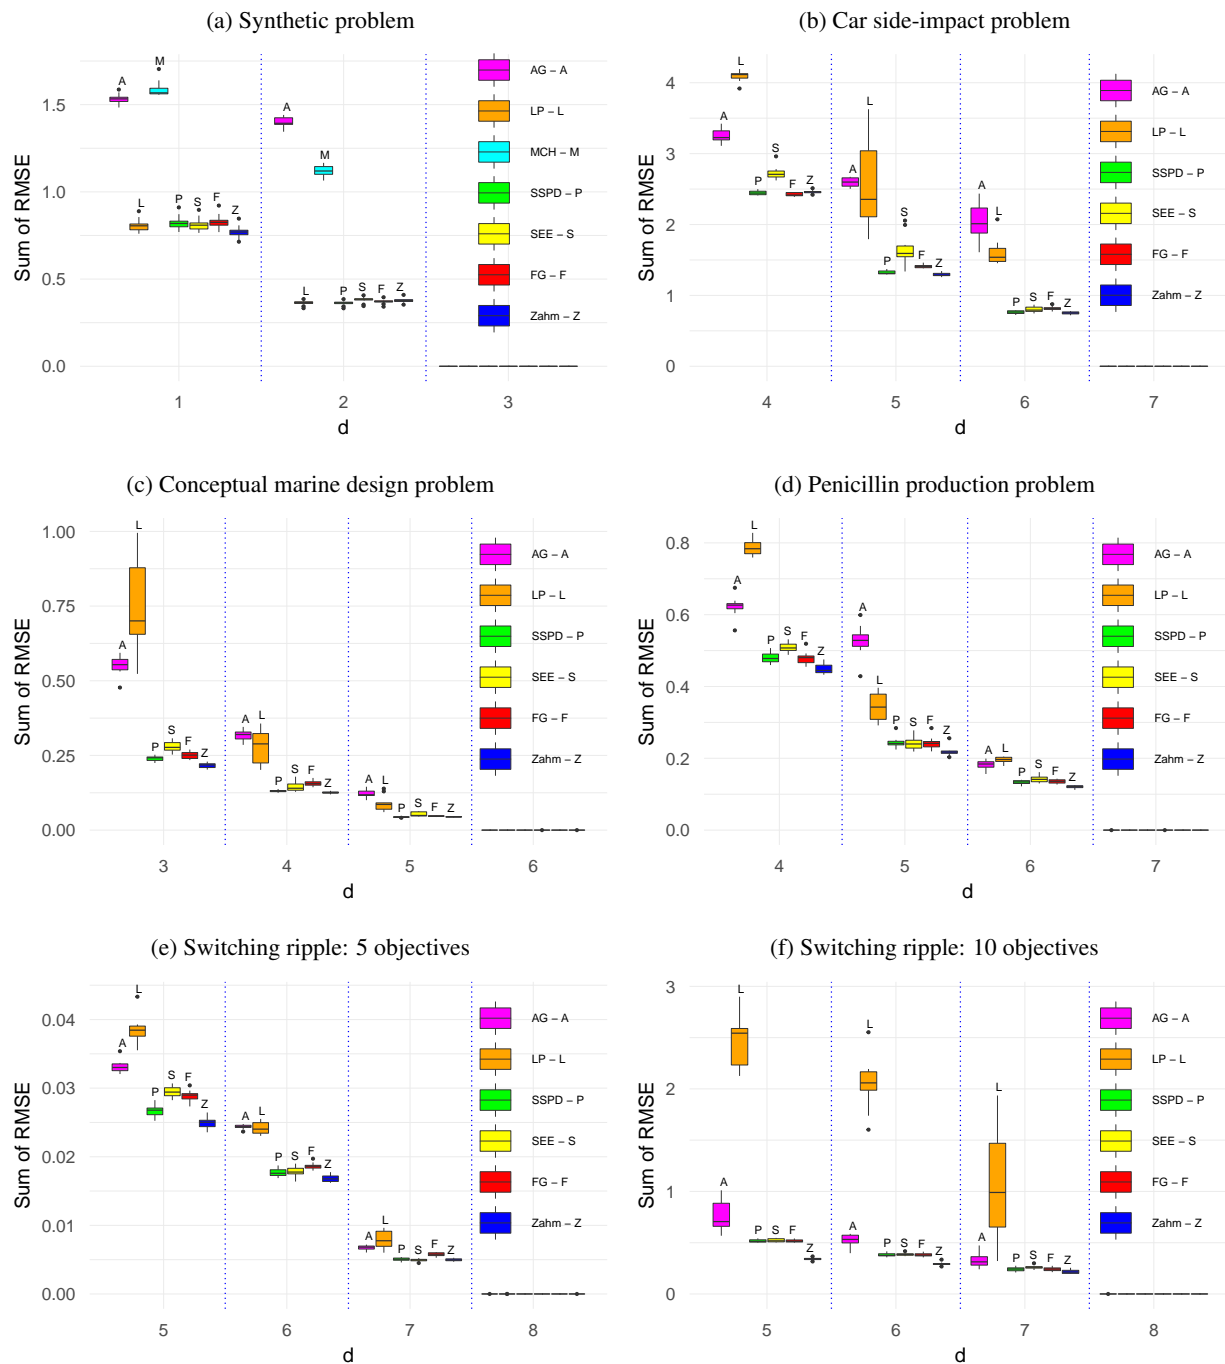 (a) Synthetic problem
Sum of RMSE
1.5
1.0
0.5
0.0
A
M
L
P
S
F
Z
A
M
L
P
S
F
Z
AG − A
LP − L
MCH − M
SSPD − P
SEE − S
FG − F
Zahm − Z
1
2
3
d
(b) Car side-impact problem
Sum of RMSE
4
3
2
1
0
A
L
P
S
F
Z
A
L
P
S
F
Z
A
L
P
S
F
Z
AG − A
LP − L
SSPD − P
SEE − S
FG − F
Zahm − Z
4
5
6
7
d
(c) Conceptual marine design problem
Sum of RMSE
1.00
0.75
0.50
0.25
0.00
A
L
P
S
F
Z
A
L
P
S
F
Z
A
L
P
S
F
Z
AG − A
LP − L
SSPD − P
SEE − S
FG − F
Zahm − Z
3
4
5
6
d
(d) Penicillin production problem
Sum of RMSE
0.8
0.6
0.4
0.2
0.0
A
L
P
S
F
Z
A
L
P
S
F
Z
A
L
P
S
F
Z
AG − A
LP − L
SSPD − P
SEE − S
FG − F
Zahm − Z
4
5
6
7
d
(e) Switching ripple: 5 objectives
Sum of RMSE
0.04
0.03
0.02
0.01
0.00
A
L
P
S
F
Z
A
L
P
S
F
Z
A
L
P
S
F
Z
AG − A
LP − L
SSPD − P
SEE − S
FG − F
Zahm − Z
5
6
7
8
d
(f) Switching ripple: 10 objectives
Sum of RMSE
3
2
1
0
A
L
P
S
F
Z
A
L
P
S
F
Z
A
L
P
S
F
Z
AG − A
LP − L
SSPD − P
SEE − S
FG − F
Zahm − Z
5
6
7
8
d